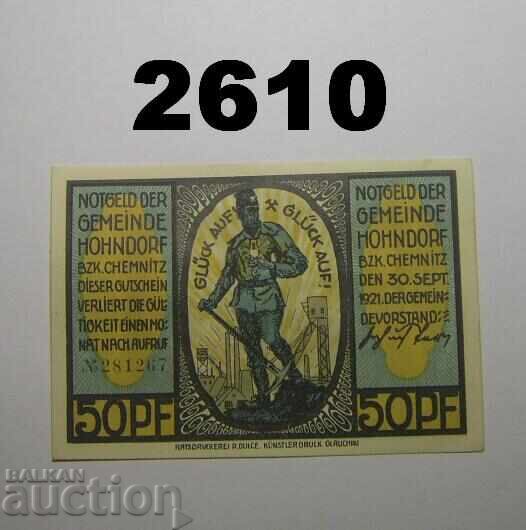 2610
NOTGELD DER
GEMEINDE
HOHNDORF
BZK. CHEMNITZ
DIESER GUTSCHEIN
VERLIERT DIE GÜL-
TIGKEIT EINEN MO-
NAT NACH AUFRUF
№ 281267
50 PF
GLÜCK AUF! GLÜCK AUF!
NOTGELD DER
GEMEINDE
HOHNDORF
BZK. CHEMNITZ
DEN 30. SEPT.
1921. DER GEMEIN-
DEVORSTAND:
50 PF
RATSDRUCKEREI R. DULCE. KÜNSTLERDRUCK GLAUCHAU
BALKAN
auction